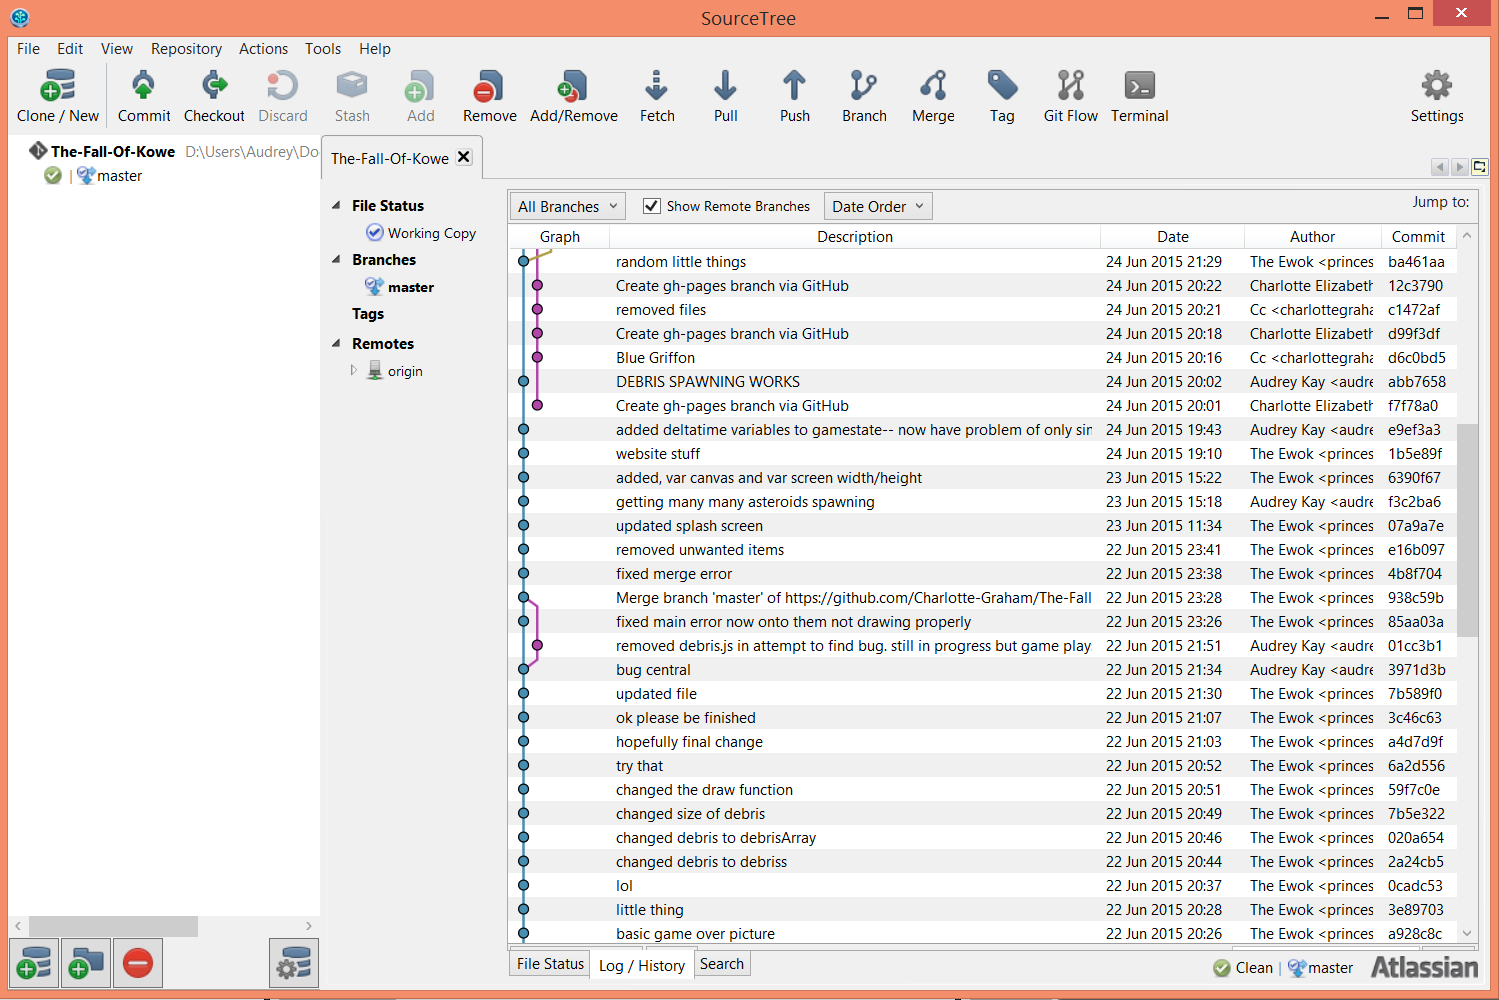 SourceTree
File Edit View Repository Actions Tools Help
Clone / New Commit Checkout Discard Stash Add Remove Add/Remove Fetch Pull Push Branch Merge Tag Git Flow Terminal Settings
The-Fall-Of-Kowe D:\Users\Audrey\Do
master
The-Fall-Of-Kowe
File Status
Working Copy
Branches
master
Tags
Remotes
origin
All Branches Show Remote Branches Date Order Jump to:
Graph Description Date Author Commit
random little things 24 Jun 2015 21:29 The Ewok <princes ba461aa
Create gh-pages branch via GitHub 24 Jun 2015 20:22 Charlotte Elizabeth 12c3790
removed files 24 Jun 2015 20:21 Cc <charlottegraha c1472af
Create gh-pages branch via GitHub 24 Jun 2015 20:18 Charlotte Elizabeth d99f3df
Blue Griffon 24 Jun 2015 20:16 Cc <charlottegraha d6c0bd5
DEBRIS SPAWNING WORKS 24 Jun 2015 20:02 Audrey Kay <audre abb7658
Create gh-pages branch via GitHub 24 Jun 2015 20:01 Charlotte Elizabeth f7f78a0
added deltatime variables to gamestate-- now have problem of only sin 24 Jun 2015 19:43 Audrey Kay <audre e9ef3a3
website stuff 24 Jun 2015 19:10 The Ewok <princes 1b5e89f
added, var canvas and var screen width/height 23 Jun 2015 15:22 The Ewok <princes 6390f67
getting many many asteroids spawning 23 Jun 2015 15:18 Audrey Kay <audre f3c2ba6
updated splash screen 23 Jun 2015 11:34 The Ewok <princes 07a9a7e
removed unwanted items 22 Jun 2015 23:41 The Ewok <princes e16b097
fixed merge error 22 Jun 2015 23:38 The Ewok <princes 4b8f704
Merge branch 'master' of https://github.com/Charlotte-Graham/The-Fall 22 Jun 2015 23:28 The Ewok <princes 938c59b
fixed main error now onto them not drawing properly 22 Jun 2015 23:26 The Ewok <princes 85aa03a
removed debris.js in attempt to find bug. still in progress but game play 22 Jun 2015 21:51 Audrey Kay <audre 01cc3b1
bug central 22 Jun 2015 21:34 Audrey Kay <audre 3971d3b
updated file 22 Jun 2015 21:30 The Ewok <princes 7b589f0
ok please be finished 22 Jun 2015 21:07 The Ewok <princes 3c46c63
hopefully final change 22 Jun 2015 21:03 The Ewok <princes a4d7d9f
try that 22 Jun 2015 20:52 The Ewok <princes 6a2d556
changed the draw function 22 Jun 2015 20:51 The Ewok <princes 59f7c0e
changed size of debris 22 Jun 2015 20:49 The Ewok <princes 7b5e322
changed debris to debrisArray 22 Jun 2015 20:46 The Ewok <princes 020a654
changed debris to debriss 22 Jun 2015 20:44 The Ewok <princes 2a24cb5
lol 22 Jun 2015 20:37 The Ewok <princes 0cadc53
little thing 22 Jun 2015 20:28 The Ewok <princes 3e89703
basic game over picture 22 Jun 2015 20:26 The Ewok <princes a928c8c
File Status Log / History Search
Clean master Atlassian